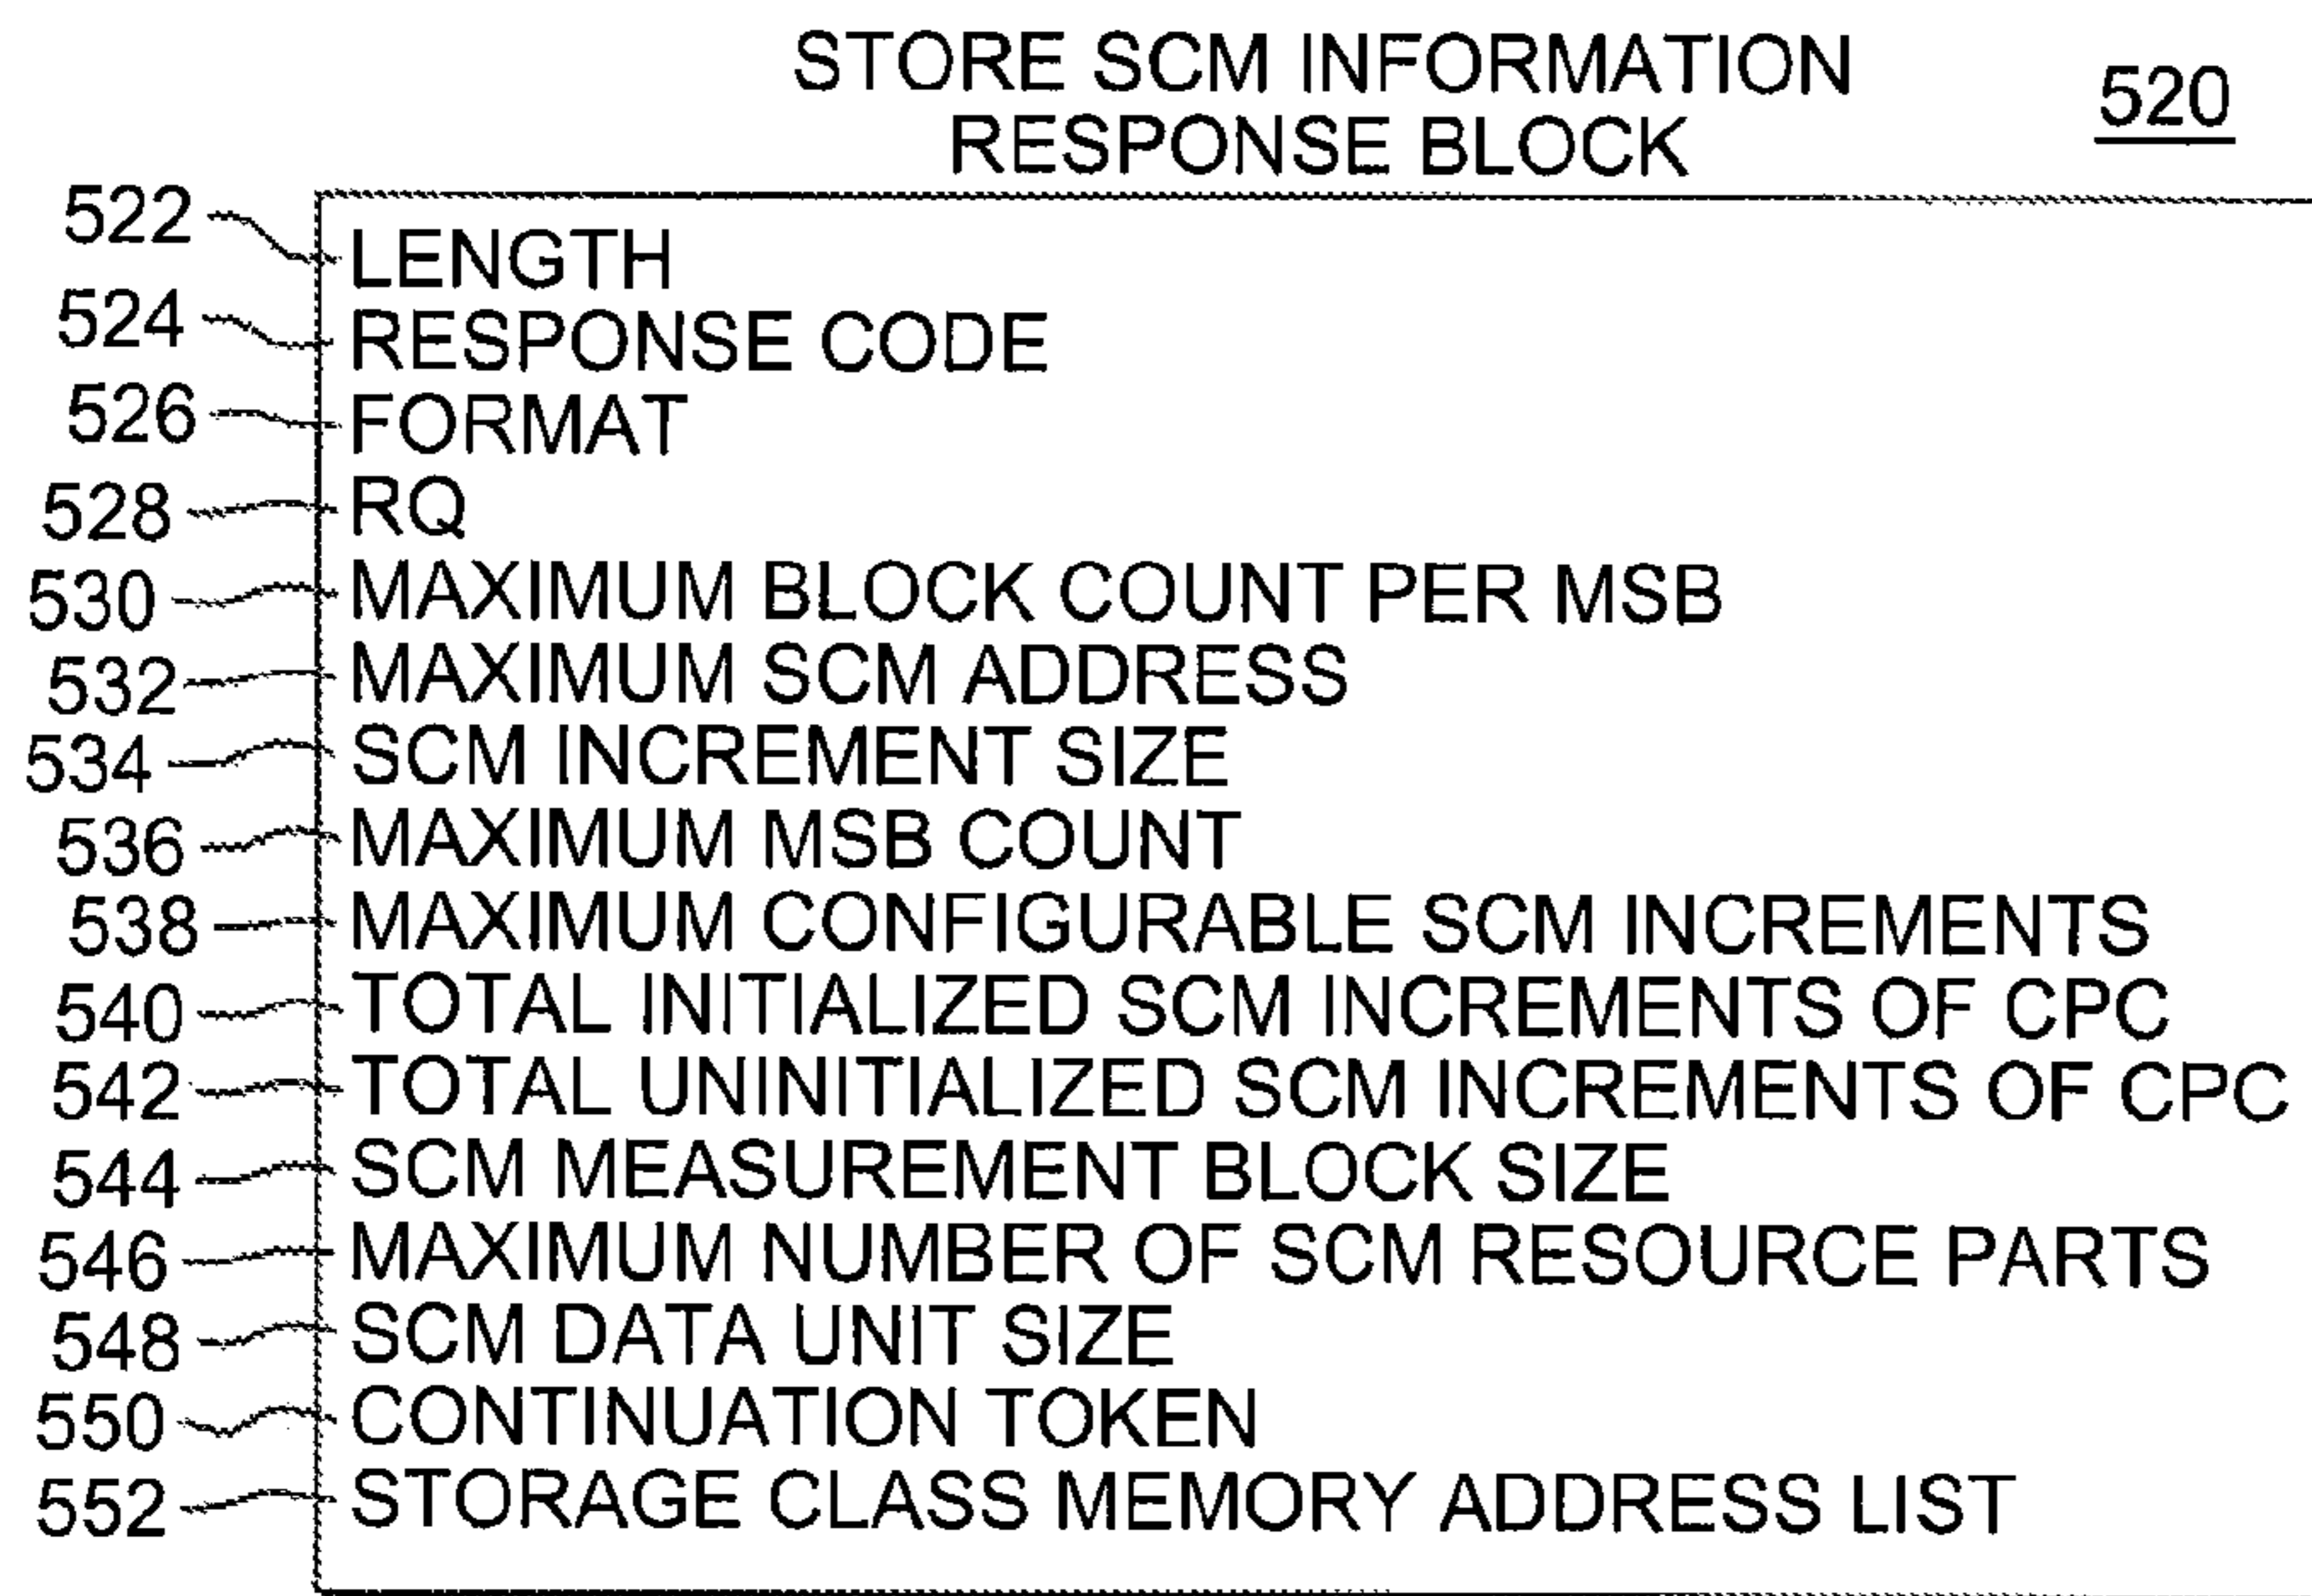 STORE SCM INFORMATION
RESPONSE BLOCK
520
522 LENGTH
524 RESPONSE CODE
526 FORMAT
528 RQ
530 MAXIMUM BLOCK COUNT PER MSB
532 MAXIMUM SCM ADDRESS
534 SCM INCREMENT SIZE
536 MAXIMUM MSB COUNT
538 MAXIMUM CONFIGURABLE SCM INCREMENTS
540 TOTAL INITIALIZED SCM INCREMENTS OF CPC
542 TOTAL UNINITIALIZED SCM INCREMENTS OF CPC
544 SCM MEASUREMENT BLOCK SIZE
546 MAXIMUM NUMBER OF SCM RESOURCE PARTS
548 SCM DATA UNIT SIZE
550 CONTINUATION TOKEN
552 STORAGE CLASS MEMORY ADDRESS LIST